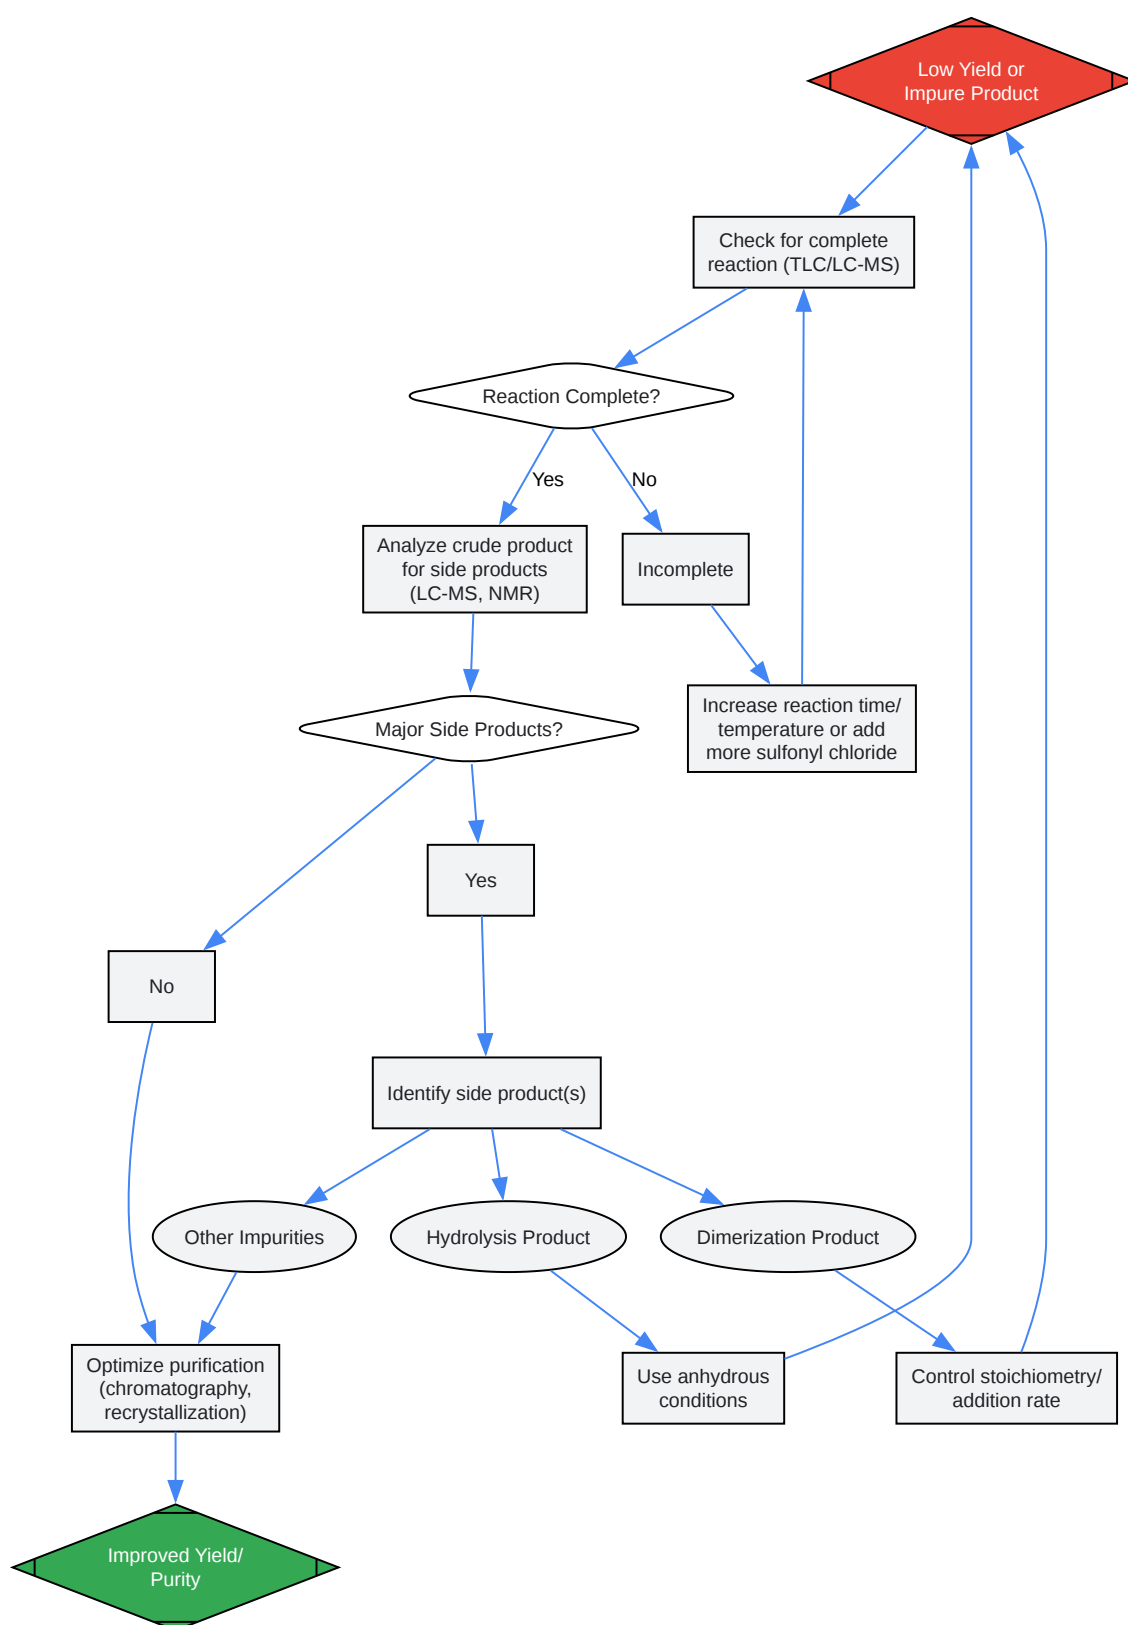 Low Yield or
Impure Product
Check for complete
reaction (TLC/LC-MS)
Reaction Complete?
Yes
No
Analyze crude product
for side products
(LC-MS, NMR)
Incomplete
Increase reaction time/
temperature or add
more sulfonyl chloride
Major Side Products?
Yes
No
Identify side product(s)
Other Impurities
Hydrolysis Product
Dimerization Product
Optimize purification
(chromatography,
recrystallization)
Use anhydrous
conditions
Control stoichiometry/
addition rate
Improved Yield/
Purity